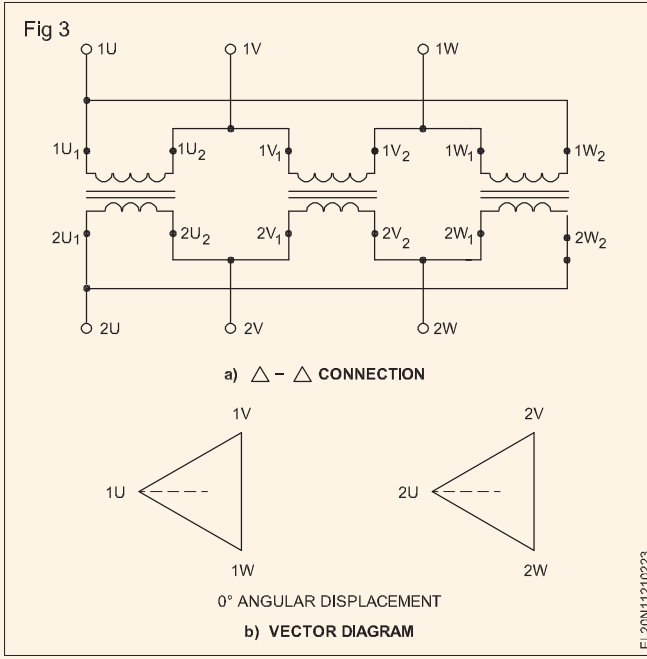 Fig 3
1U 1V 1W
1U1 1U2 1V1 1V2 1W1 1W2
2U1 2U2 2V1 2V2 2W1 2W2
2U 2V 2W
a) △ – △ CONNECTION
1V 2V
1U 2U
1W 2W
0° ANGULAR DISPLACEMENT
b) VECTOR DIAGRAM
EL20N11210223